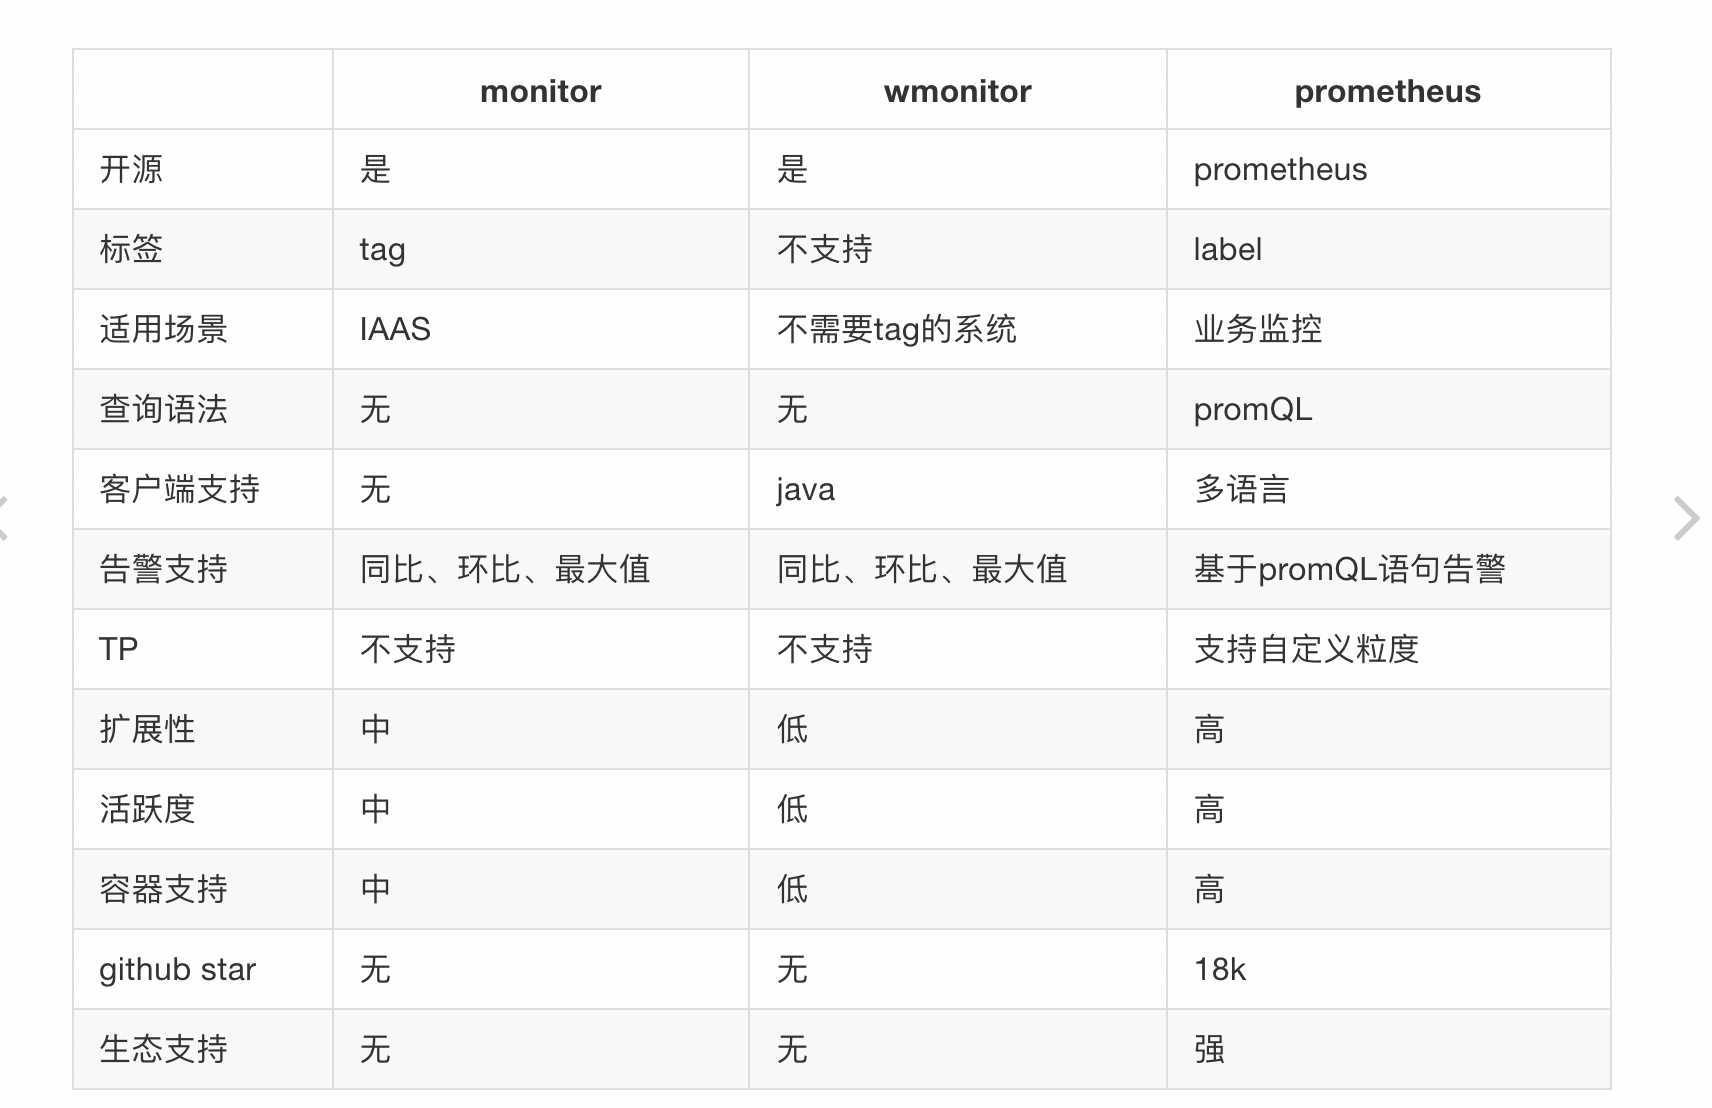 monitor wmonitor prometheus
开源 是 是 prometheus
标签 tag 不支持 label
适用场景 IAAS 不需要tag的系统 业务监控
查询语法 无 无 promQL
客户端支持 无 java 多语言
告警支持 同比、环比、最大值 同比、环比、最大值 基于promQL语句告警
TP 不支持 不支持 支持自定义粒度
扩展性 中 低 高
活跃度 中 低 高
容器支持 中 低 高
github star 无 无 18k
生态支持 无 无 强